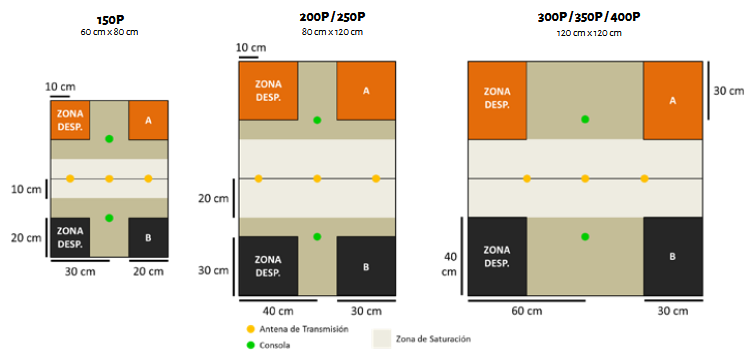 150P
60 cm x 80 cm
200P / 250P
80 cm x 120 cm
300P / 350P / 400P
120 cm x 120 cm
10 cm
ZONA
DESP.
A
10 cm
20 cm
ZONA
DESP.
B
30 cm
20 cm
10 cm
ZONA
DESP.
A
20 cm
30 cm
ZONA
DESP.
B
40 cm
30 cm
ZONA
DESP.
A
30 cm
40
cm
ZONA
DESP.
B
60 cm
30 cm
Antena de Transmisión
Consola
Zona de Saturación